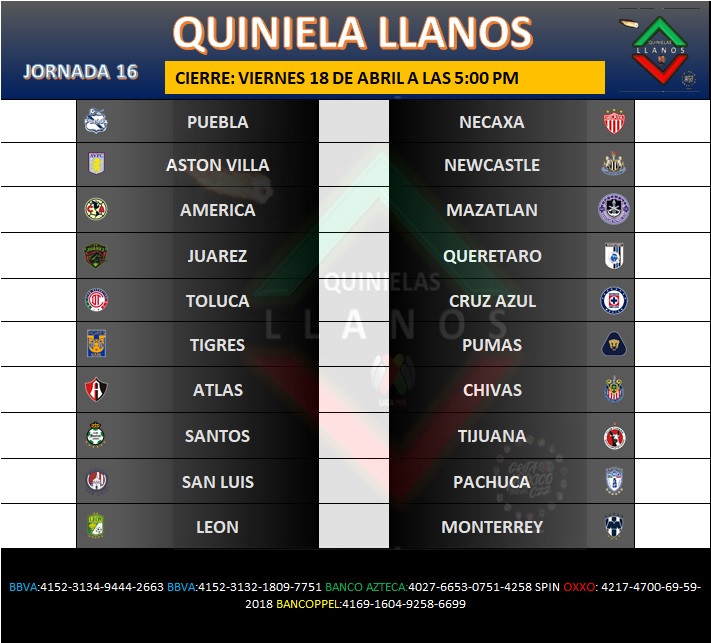 QUINIELA LLANOS
JORNADA 16
CIERRE: VIERNES 18 DE ABRIL A LAS 5:00 PM
QUINIELAS
LLANOS
PUEBLA NECAXA
ASTON VILLA NEWCASTLE
AMERICA MAZATLAN
JUAREZ QUERETARO
QUINIELAS
TOLUCA CRUZ AZUL
LLANOS
TIGRES PUMAS
ATLAS CHIVAS
LIGA MX
SANTOS TIJUANA
SAN LUIS PACHUCA
LEON MONTERREY
BBVA:4152-3134-9444-2663 BBVA:4152-3132-1809-7751 BANCO AZTECA:4027-6653-0751-4258 SPIN OXXO: 4217-4700-69-59-
2018 BANCOPPEL:4169-1604-9258-6699